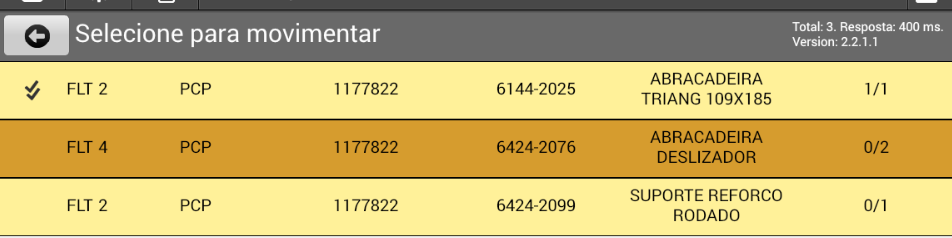 Selecione para movimentar
Total: 3. Resposta: 400 ms.
Version: 2.2.1.1
FLT 2 PCP 1177822 6144-2025 ABRACADEIRA TRIANG 109X185 1/1
FLT 4 PCP 1177822 6424-2076 ABRACADEIRA DESLIZADOR 0/2
FLT 2 PCP 1177822 6424-2099 SUPORTE REFORCO RODADO 0/1